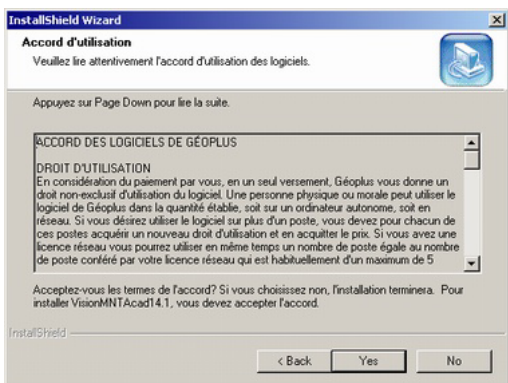 InstallShield Wizard
Accord d'utilisation
Veuillez lire attentivement l'accord d'utilisation des logiciels.
Appuyez sur Page Down pour lire la suite.
ACCORD DES LOGICIELS DE GÉOPLUS
DROIT D'UTILISATION
En considération du paiement par vous, en un seul versement, Géoplus vous donne un
droit non-exclusif d'utilisation du logiciel. Une personne physique ou morale peut utiliser le
logiciel de Géoplus dans la quantité établie, soit sur un ordinateur autonome, soit en
réseau. Si vous désirez utiliser le logiciel sur plus d'un poste, vous devez pour chacun de
ces postes acquérir un nouveau droit d'utilisation et en acquitter le prix. Si vous avez une
licence réseau vous pourrez utiliser en même temps un nombre de poste égale au nombre
de poste conféré par votre licence réseau qui est habituellement d'un maximum de 5
Acceptez-vous les termes de l'accord? Si vous choisissez non, l'installation terminera. Pour
installer VisionMNTAcad14.1, vous devez accepter l'accord.
InstallShield
< Back Yes No